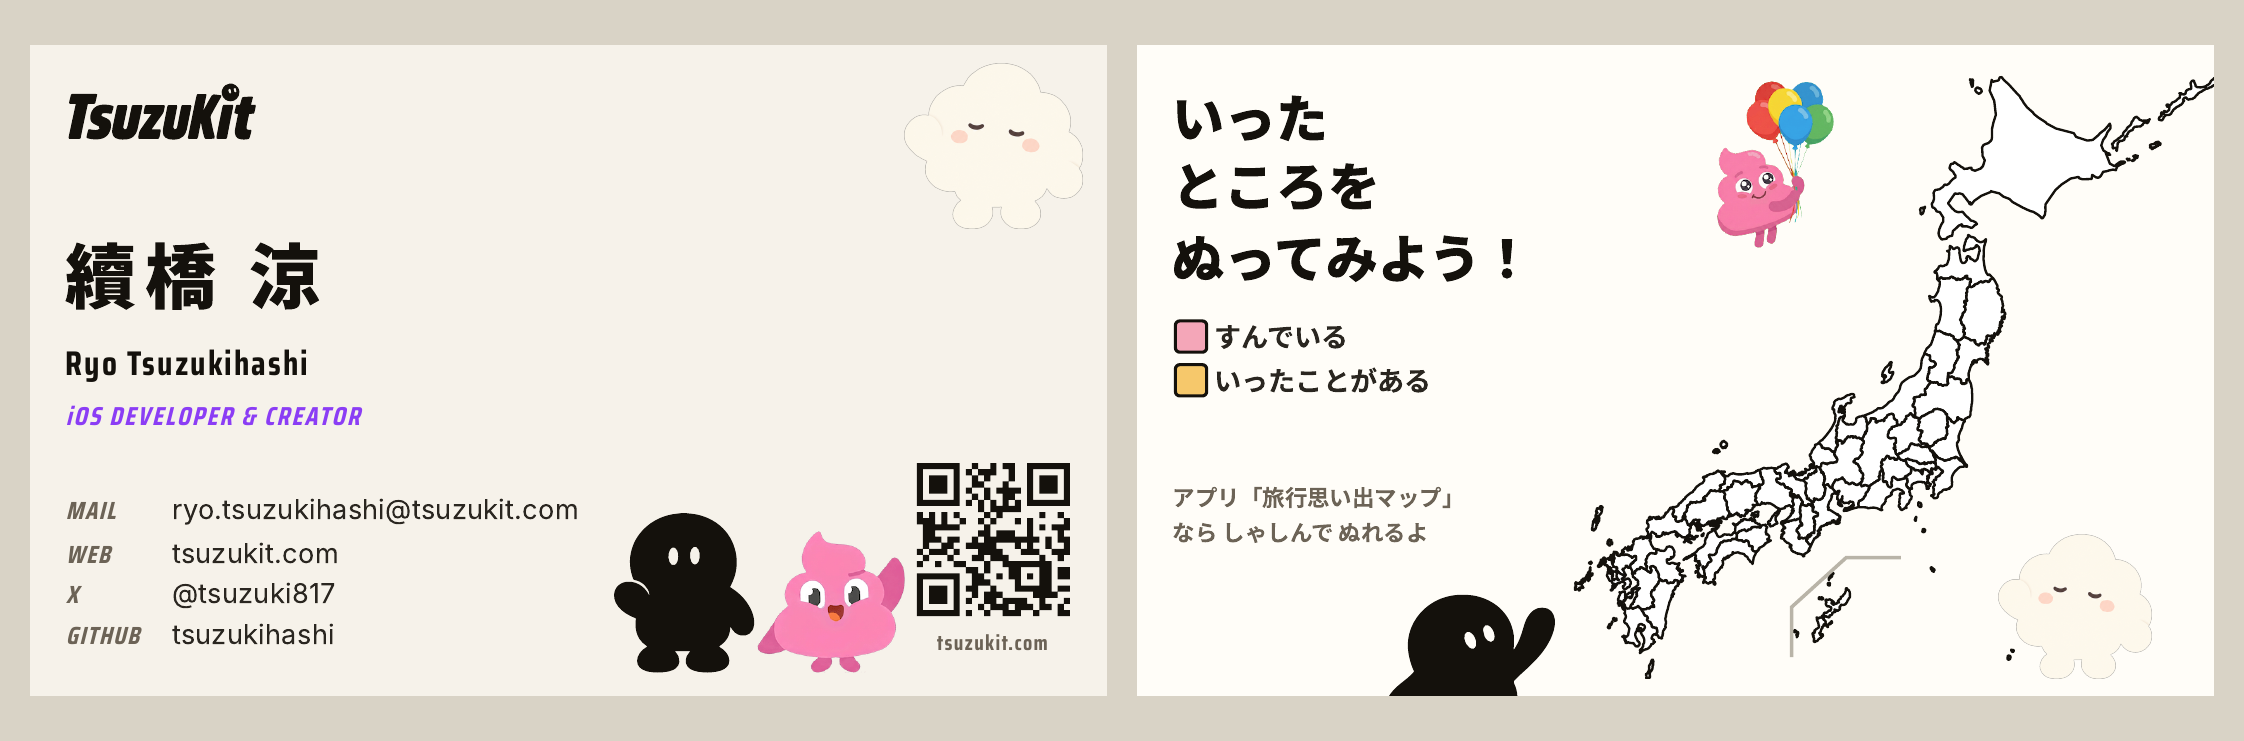 TsuzuKit
續橋 涼
Ryo Tsuzukihashi
iOS DEVELOPER & CREATOR
MAIL ryo.tsuzukihashi@tsuzukit.com
WEB tsuzukit.com
X @tsuzuki817
GITHUB tsuzukihashi
tsuzukit.com
いった
ところを
ぬってみよう！
すんでいる
いったことがある
アプリ「旅行思い出マップ」
なら しゃしんで ぬれるよ